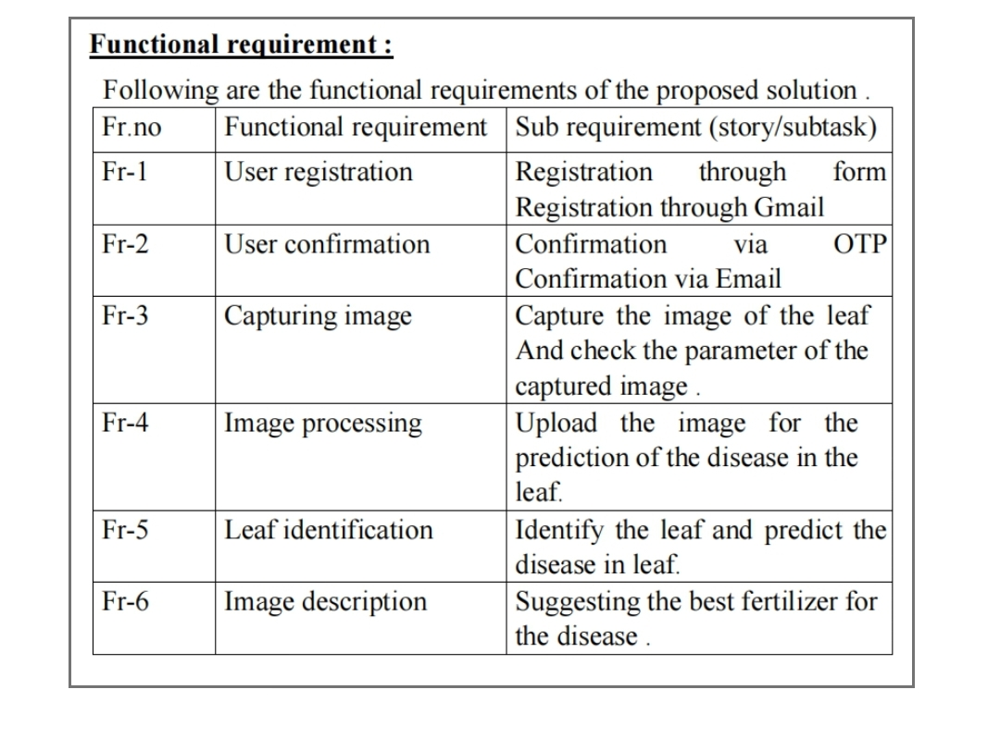 Functional requirement :
Following are the functional requirements of the proposed solution .
Fr.no Functional requirement Sub requirement (story/subtask)
Fr-1 User registration Registration through form
Registration through Gmail
Fr-2 User confirmation Confirmation via OTP
Confirmation via Email
Fr-3 Capturing image Capture the image of the leaf
And check the parameter of the
captured image .
Fr-4 Image processing Upload the image for the
prediction of the disease in the
leaf.
Fr-5 Leaf identification Identify the leaf and predict the
disease in leaf.
Fr-6 Image description Suggesting the best fertilizer for
the disease .